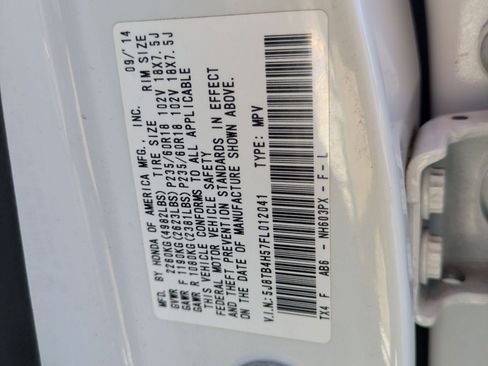 MFD. BY HONDA OF AMERICA MFG., INC. 09/'14
GVWR 2260KG(4982LBS) TIRE SIZE RIM SIZE
GAWR F 1190KG(2623LBS) P235/60R18 102V 18X7.5J
GAWR R 1080KG(2381LBS) P235/60R18 102V 18X7.5J
THIS VEHICLE CONFORMS TO ALL APPLICABLE
FEDERAL MOTOR VEHICLE SAFETY
AND THEFT PREVENTION STANDARDS IN EFFECT
ON THE DATE OF MANUFACTURE SHOWN ABOVE.
V.I.N:5J8TB4H57FL012041 TYPE: MPV
TX4 F AB6 - NH603PX - F - L